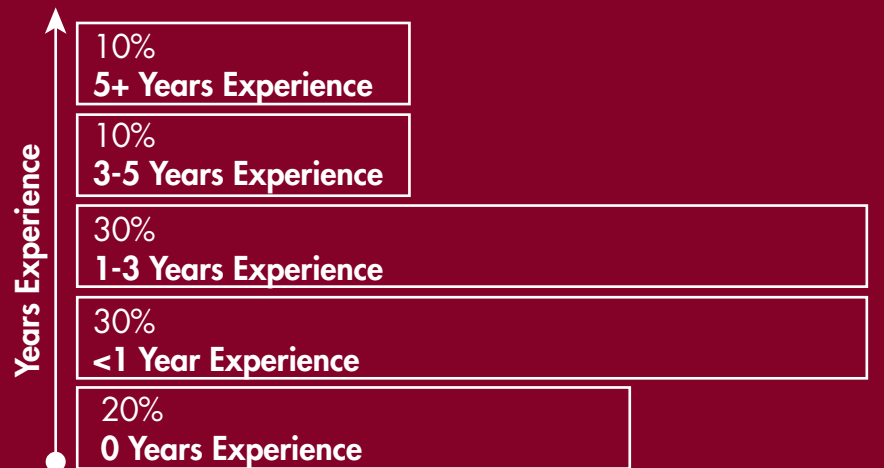 Years Experience
10%
5+ Years Experience
10%
3-5 Years Experience
30%
1-3 Years Experience
30%
<1 Year Experience
20%
0 Years Experience